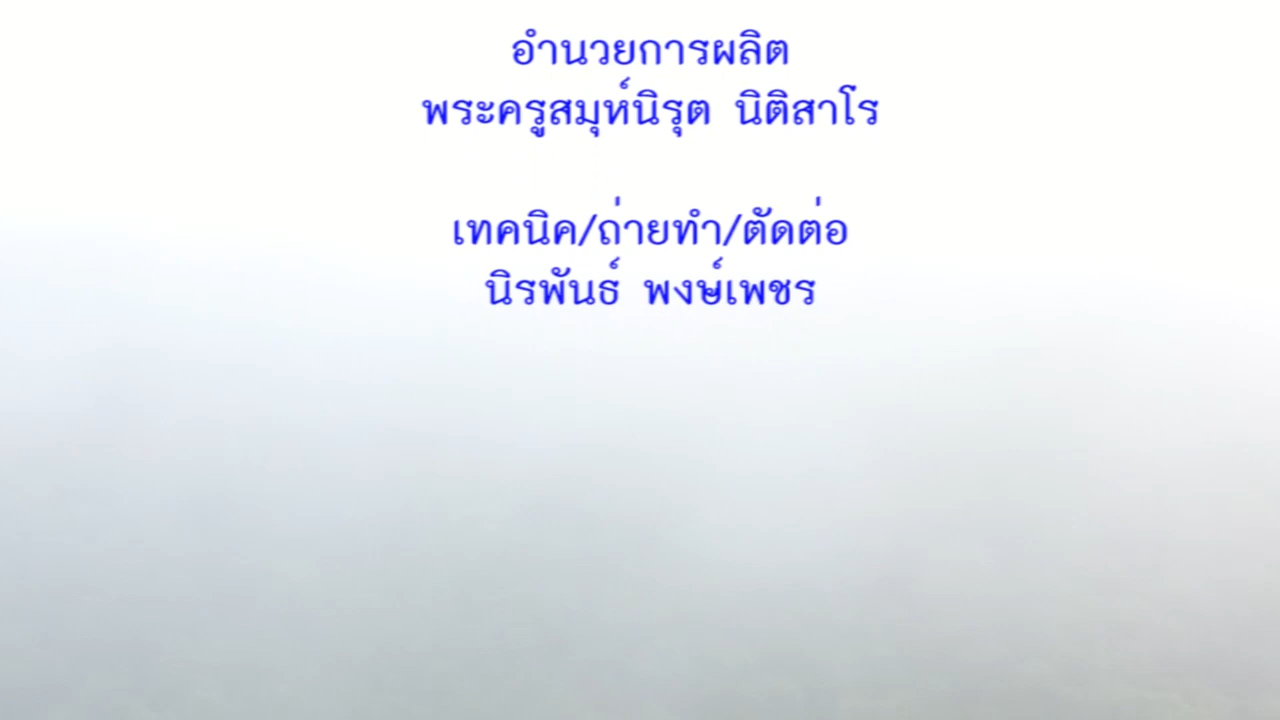 อำนวยการผลิต
พระครูสมุห์นิรุต นิติสาโร
เทคนิค/ถ่ายทำ/ตัดต่อ
นิรพันธ์ พงษ์เพชร